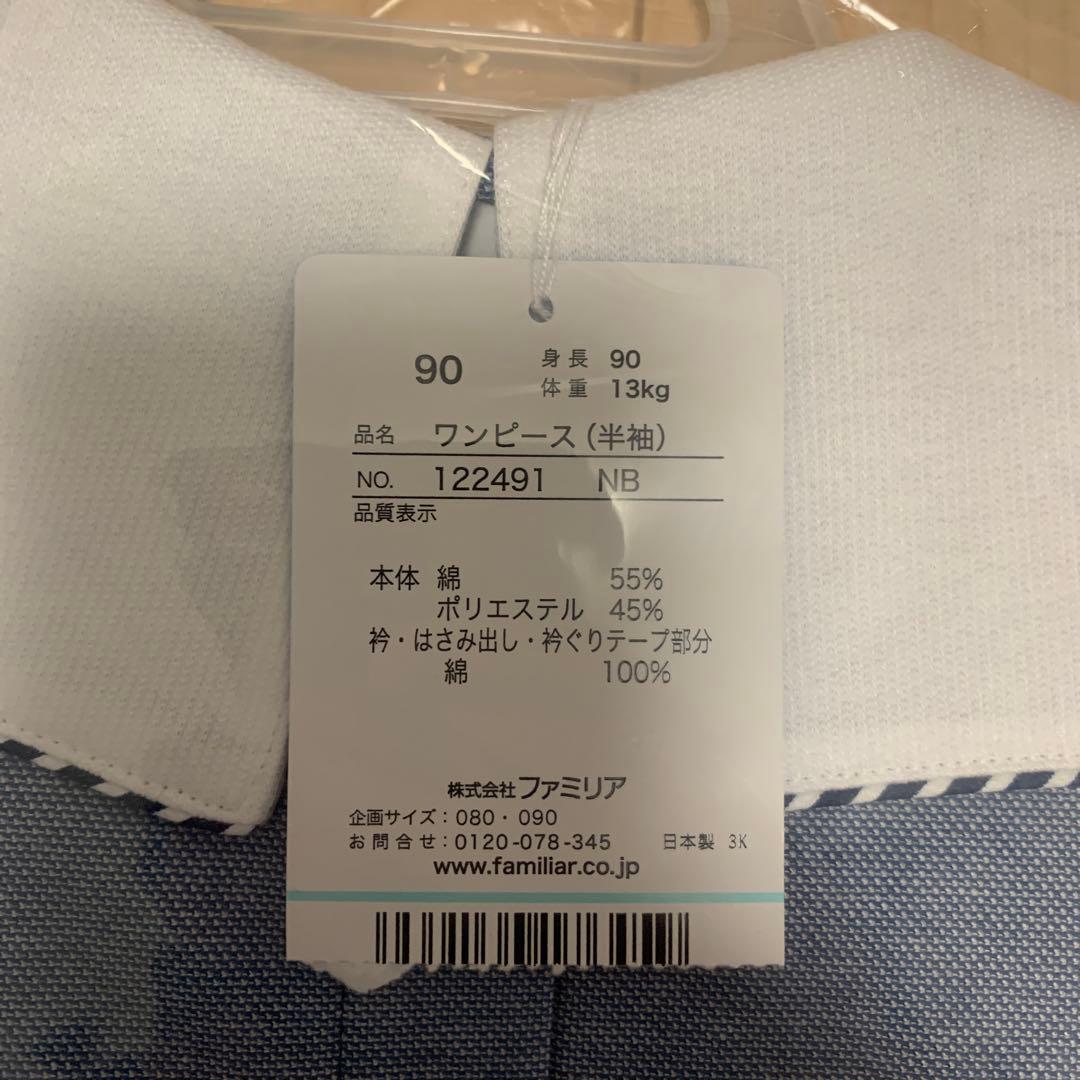 90
身長 90
体重 13kg
品名 ワンピース(半袖)
NO. 122491 NB
品質表示
本体 綿 55%
ポリエステル 45%
衿・はさみ出し・衿ぐりテープ部分
綿 100%
株式会社ファミリア
企画サイズ:080・090
お問合せ:0120-078-345 日本製 3K
www.familiar.co.jp